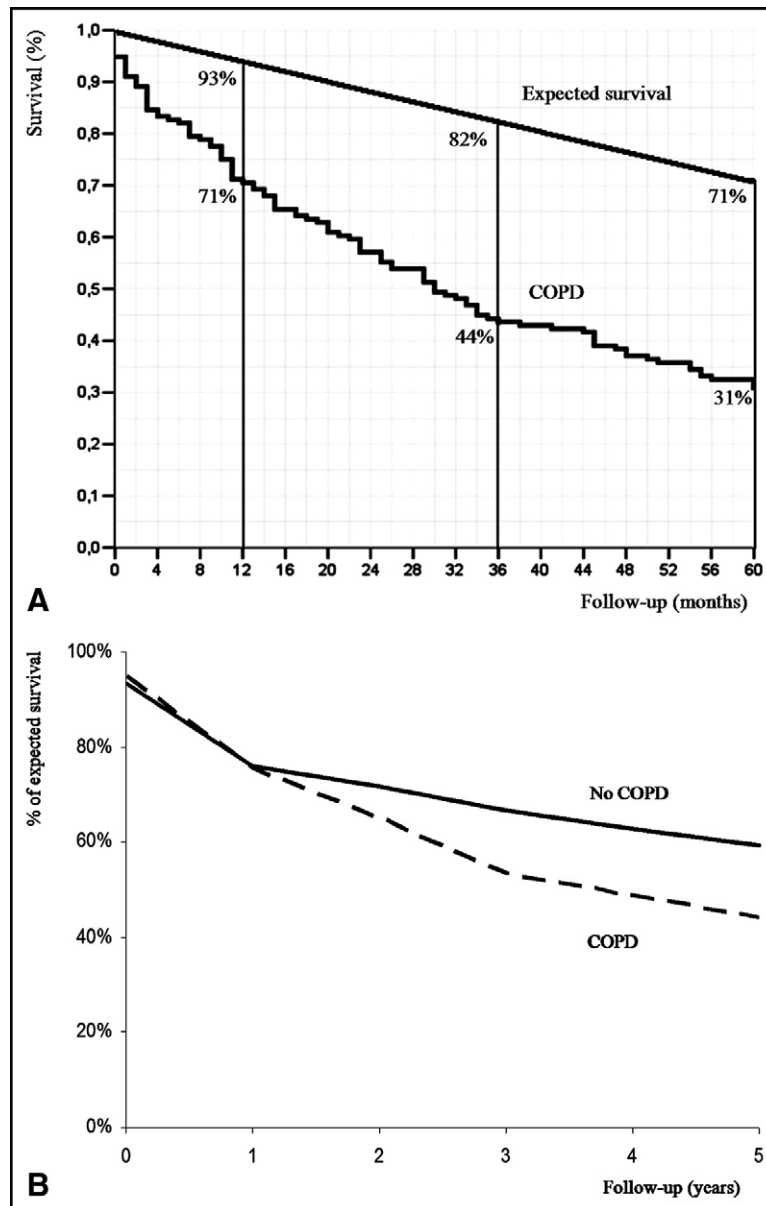 Survival (%)
1,0
0,9
0,8
0,7
0,6
0,5
0,4
0,3
0,2
0,1
0,0
93%
Expected survival
82%
71%
71%
COPD
44%
31%
0 4 8 12 16 20 24 28 32 36 40 44 48 52 56 60
A
Follow-up (months)
% of expected survival
100%
80%
60%
40%
20%
0%
No COPD
COPD
0 1 2 3 4 5
B
Follow-up (years)